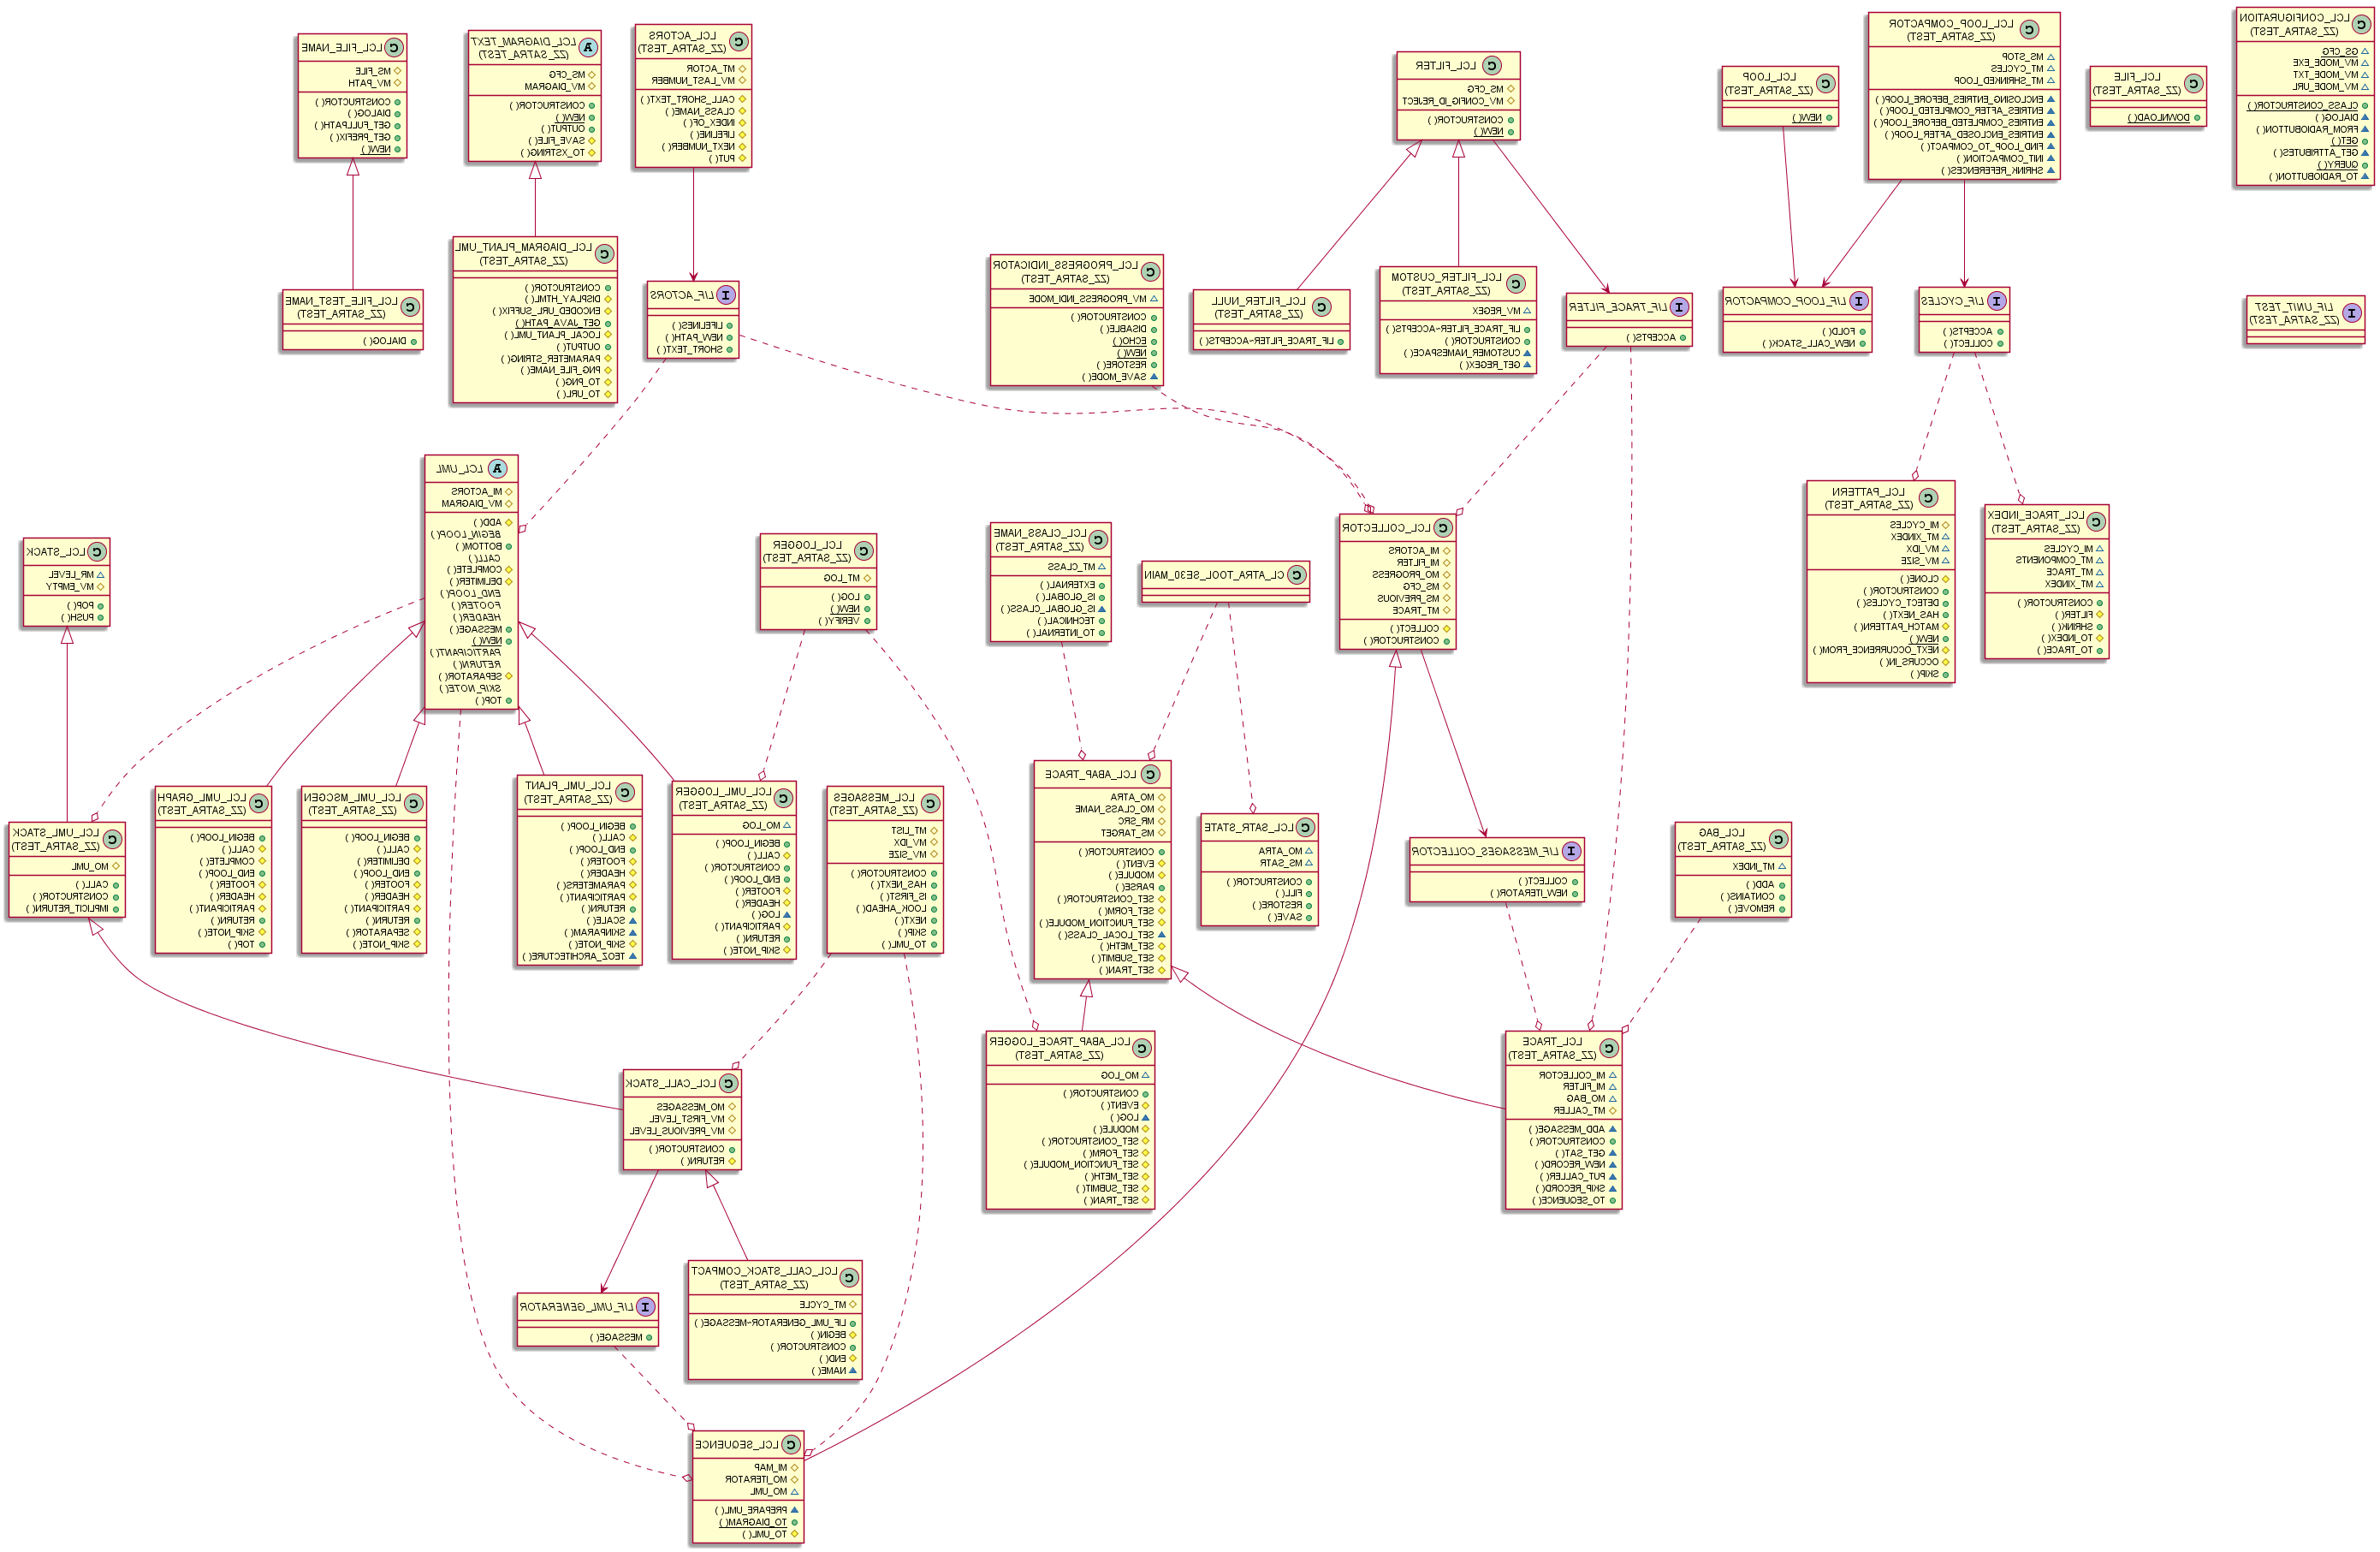 LCL_FILE_NAME
MS_FILE
MV_PATH
CONSTRUCTOR( )
DIALOG( )
GET_FULLPATH( )
GET_PREFIX( )
NEW( )
LCL_DIAGRAM_TEXT
(ZZ_SATRA_TEST)
MS_CFG
MV_DIAGRAM
CONSTRUCTOR( )
NEW( )
OUTPUT( )
SAVE_FILE( )
TO_XSTRING( )
LCL_ACTORS
(ZZ_SATRA_TEST)
MT_ACTOR
MV_LAST_NUMBER
CALL_SHORT_TEXT( )
CLASS_NAME( )
INDEX_OF( )
LIFELINE( )
NEXT_NUMBER( )
PUT( )
LCL_FILTER
MS_CFG
MV_CONFIG_ID_REJECT
CONSTRUCTOR( )
NEW( )
LCL_LOOP
(ZZ_SATRA_TEST)
NEW( )
LCL_LOOP_COMPACTOR
(ZZ_SATRA_TEST)
MS_STOP
MT_CYCLES
MT_SHRINKED_LOOP
ENCLOSING_ENTRIES_BEFORE_LOOP( )
ENTRIES_AFTER_COMPLETED_LOOP( )
ENTRIES_COMPLETED_BEFORE_LOOP( )
ENTRIES_ENCLOSED_AFTER_LOOP( )
FIND_LOOP_TO_COMPACT( )
INIT_COMPACTION( )
SHRINK_REFERENCES( )
LCL_FILE
(ZZ_SATRA_TEST)
DOWNLOAD( )
LCL_CONFIGURATION
(ZZ_SATRA_TEST)
GS_CFG
MV_MODE_EXE
MV_MODE_TXT
MV_MODE_URL
CLASS_CONSTRUCTOR( )
DIALOG( )
FROM_RADIOBUTTON( )
GET( )
GET_ATTRIBUTES( )
QUERY( )
TO_RADIOBUTTON( )
LCL_FILE_TEST_NAME
(ZZ_SATRA_TEST)
DIALOG( )
LCL_DIAGRAM_PLANT_UML
(ZZ_SATRA_TEST)
CONSTRUCTOR( )
DISPLAY_HTML( )
ENCODED_URL_SUFFIX( )
GET_JAVA_PATH( )
LOCAL_PLANT_UML( )
OUTPUT( )
PARAMETER_STRING( )
PNG_FILE_NAME( )
TO_PNG( )
TO_URL( )
LIF_ACTORS
LIFELINES( )
NEW_PATH( )
SHORT_TEXT( )
LCL_PROGRESS_INDICATOR
(ZZ_SATRA_TEST)
MV_PROGRESS_INDI_MODE
CONSTRUCTOR( )
DISABLE( )
ECHO( )
NEW( )
RESTORE( )
SAVE_MODE( )
LCL_FILTER_NULL
(ZZ_SATRA_TEST)
LIF_TRACE_FILTER~ACCEPTS( )
LCL_FILTER_CUSTOM
(ZZ_SATRA_TEST)
MV_REGEX
LIF_TRACE_FILTER~ACCEPTS( )
CONSTRUCTOR( )
CUSTOMER_NAMESPACE( )
GET_REGEX( )
LIF_TRACE_FILTER
ACCEPTS( )
LIF_LOOP_COMPACTOR
FOLD( )
NEW_CALL_STACK( )
LIF_CYCLES
ACCEPTS( )
COLLECT( )
LIF_UNIT_TEST
(ZZ_SATRA_TEST)
LCL_STACK
MR_LEVEL
MV_EMPTY
POP( )
PUSH( )
LCL_UML
MI_ACTORS
MV_DIAGRAM
ADD( )
BEGIN_LOOP( )
BOTTOM( )
CALL( )
COMPLETE( )
DELIMITER( )
END_LOOP( )
FOOTER( )
HEADER( )
MESSAGE( )
NEW( )
PARTICIPANT( )
RETURN( )
SEPARATOR( )
SKIP_NOTE( )
TOP( )
LCL_LOGGER
(ZZ_SATRA_TEST)
MT_LOG
LOG( )
NEW( )
VERIFY( )
LCL_CLASS_NAME
(ZZ_SATRA_TEST)
MT_CLASS
EXTERNAL( )
IS_GLOBAL( )
IS_GLOBAL_CLASS( )
TECHNICAL( )
TO_INTERNAL( )
CL_ATRA_TOOL_SE30_MAIN
LCL_COLLECTOR
MI_ACTORS
MI_FILTER
MO_PROGRESS
MS_CFG
MS_PREVIOUS
MT_TRACE
COLLECT( )
CONSTRUCTOR( )
LCL_PATTERN
(ZZ_SATRA_TEST)
MI_CYCLES
MT_XINDEX
MV_IDX
MV_SIZE
CLONE( )
CONSTRUCTOR( )
DETECT_CYCLES( )
HAS_NEXT( )
MATCH_PATTERN( )
NEW( )
NEXT_OCCURRENCE_FROM( )
OCCURS_IN( )
SKIP( )
LCL_TRACE_INDEX
(ZZ_SATRA_TEST)
MI_CYCLES
MT_COMPONENTS
MT_TRACE
MT_XINDEX
CONSTRUCTOR( )
FILTER( )
SHRINK( )
TO_INDEX( )
TO_TRACE( )
LCL_UML_STACK
(ZZ_SATRA_TEST)
MO_UML
CALL( )
CONSTRUCTOR( )
IMPLICIT_RETURN( )
LCL_UML_GRAPH
(ZZ_SATRA_TEST)
BEGIN_LOOP( )
CALL( )
COMPLETE( )
END_LOOP( )
FOOTER( )
HEADER( )
PARTICIPANT( )
RETURN( )
SKIP_NOTE( )
TOP( )
LCL_UML_MSCGEN
(ZZ_SATRA_TEST)
BEGIN_LOOP( )
CALL( )
DELIMITER( )
END_LOOP( )
FOOTER( )
HEADER( )
PARTICIPANT( )
RETURN( )
SEPARATOR( )
SKIP_NOTE( )
LCL_UML_PLANT
(ZZ_SATRA_TEST)
BEGIN_LOOP( )
CALL( )
END_LOOP( )
FOOTER( )
HEADER( )
PARAMETERS( )
PARTICIPANT( )
RETURN( )
SCALE( )
SKINPARAM( )
SKIP_NOTE( )
TEOZ_ARCHITECTURE( )
LCL_UML_LOGGER
(ZZ_SATRA_TEST)
MO_LOG
BEGIN_LOOP( )
CALL( )
CONSTRUCTOR( )
END_LOOP( )
FOOTER( )
HEADER( )
LOG( )
PARTICIPANT( )
RETURN( )
SKIP_NOTE( )
LCL_MESSAGES
(ZZ_SATRA_TEST)
MT_LIST
MV_IDX
MV_SIZE
CONSTRUCTOR( )
HAS_NEXT( )
IS_FIRST( )
LOOK_AHEAD( )
NEXT( )
SKIP( )
TO_UML( )
LCL_ABAP_TRACE
MO_ATRA
MO_CLASS_NAME
MR_SRC
MS_TARGET
CONSTRUCTOR( )
EVENT( )
MODULE( )
PARSE( )
SET_CONSTRUCTOR( )
SET_FORM( )
SET_FUNCTION_MODULE( )
SET_LOCAL_CLASS( )
SET_METH( )
SET_SUBMIT( )
SET_TRAN( )
LCL_SATR_STATE
MO_ATRA
MS_SATR
CONSTRUCTOR( )
FILL( )
RESTORE( )
SAVE( )
LIF_MESSAGES_COLLECTOR
COLLECT( )
NEW_ITERATOR( )
LCL_BAG
(ZZ_SATRA_TEST)
MT_INDEX
ADD( )
CONTAINS( )
REMOVE( )
LCL_CALL_STACK
MO_MESSAGES
MV_FIRST_LEVEL
MV_PREVIOUS_LEVEL
CONSTRUCTOR( )
RETURN( )
LCL_ABAP_TRACE_LOGGER
(ZZ_SATRA_TEST)
MO_LOG
CONSTRUCTOR( )
EVENT( )
LOG( )
MODULE( )
SET_CONSTRUCTOR( )
SET_FORM( )
SET_FUNCTION_MODULE( )
SET_METH( )
SET_SUBMIT( )
SET_TRAN( )
LCL_TRACE
(ZZ_SATRA_TEST)
MI_COLLECTOR
MI_FILTER
MO_BAG
MT_CALLER
ADD_MESSAGE( )
CONSTRUCTOR( )
GET_SAT( )
NEW_RECORD( )
PUT_CALLER( )
SKIP_RECORD( )
TO_SEQUENCE( )
LIF_UML_GENERATOR
MESSAGE( )
LCL_CALL_STACK_COMPACT
(ZZ_SATRA_TEST)
MT_CYCLE
LIF_UML_GENERATOR~MESSAGE( )
BEGIN( )
CONSTRUCTOR( )
END( )
NAME( )
LCL_SEQUENCE
MI_MAP
MO_ITERATOR
MO_UML
PREPARE_UML( )
TO_DIAGRAM( )
TO_UML( )